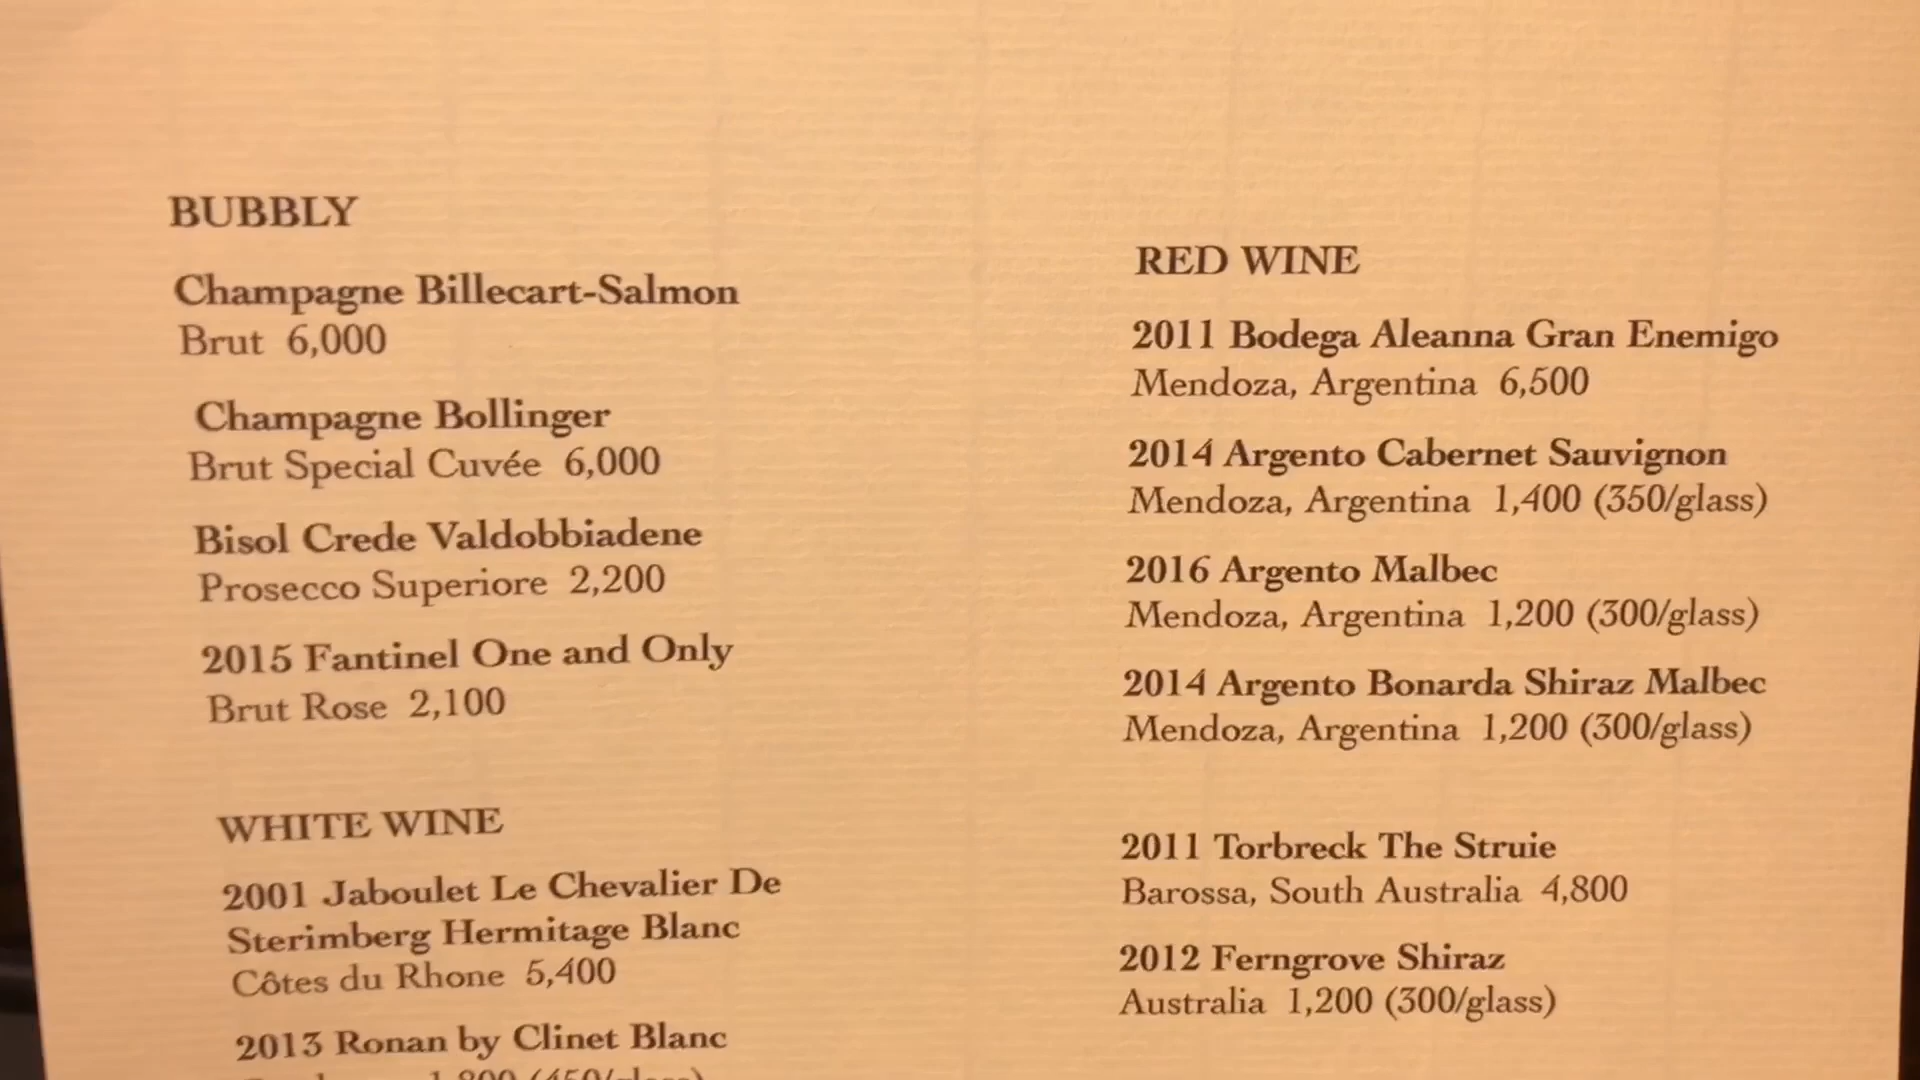 BUBBLY
Champagne Billecart-Salmon
Brut 6,000
Champagne Bollinger
Brut Special Cuvée 6,000
Bisol Crede Valdobbiadene
Prosecco Superiore 2,200
2015 Fantinel One and Only
Brut Rose 2,100
WHITE WINE
2001 Jaboulet Le Chevalier De
Sterimberg Hermitage Blanc
Côtes du Rhone 5,400
2013 Ronan by Clinet Blanc
1,800 (450/glass)
RED WINE
2011 Bodega Aleanna Gran Enemigo
Mendoza, Argentina 6,500
2014 Argento Cabernet Sauvignon
Mendoza, Argentina 1,400 (350/glass)
2016 Argento Malbec
Mendoza, Argentina 1,200 (300/glass)
2014 Argento Bonarda Shiraz Malbec
Mendoza, Argentina 1,200 (300/glass)
2011 Torbreck The Struie
Barossa, South Australia 4,800
2012 Ferngrove Shiraz
Australia 1,200 (300/glass)